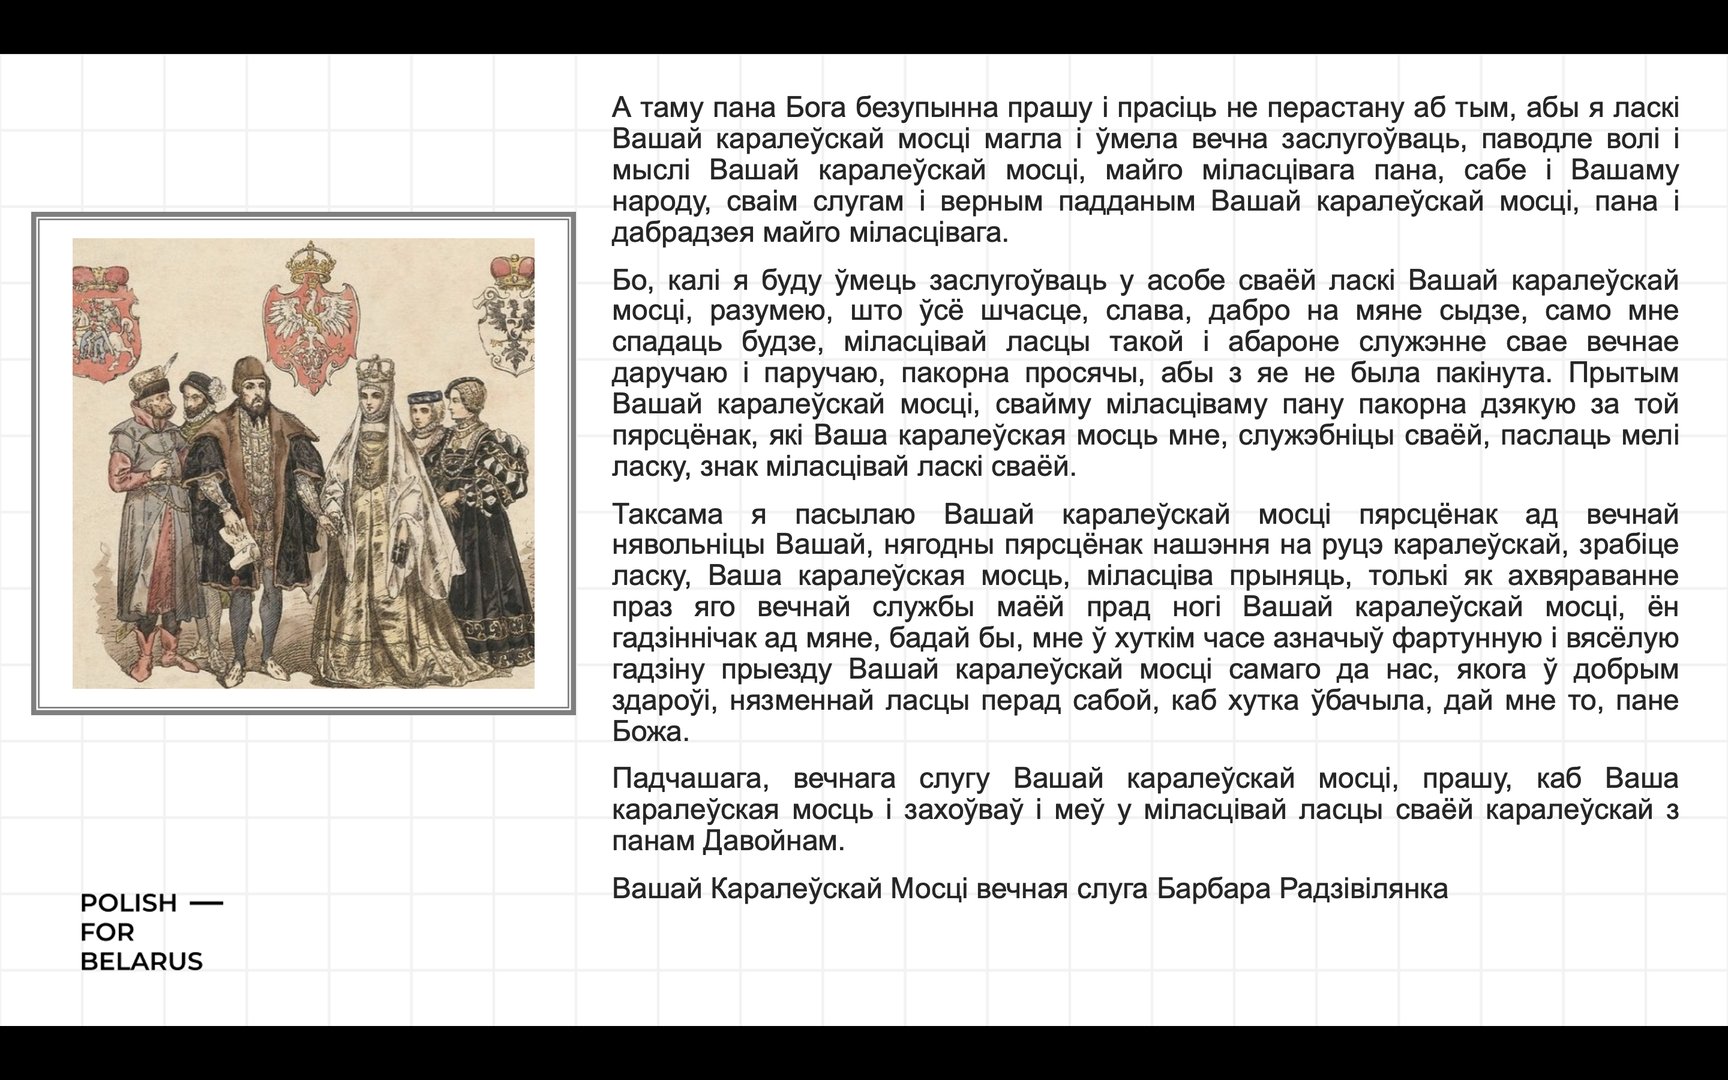 А таму пана Бога безупынна прашу і прасіць не перастану аб тым, абы я ласкі
Вашай каралеўскай мосці магла і ўмела вечна заслугоўваць, паводле волі і
мыслі Вашай каралеўскай мосці, майго міласцівага пана, сабе і Вашаму
народу, сваім слугам і верным падданым Вашай каралеўскай мосці, пана і
дабрадзея майго міласцівага.
Бо, калі я буду ўмець заслугоўваць у асобе сваёй ласкі Вашай каралеўскай
мосці, разумею, што ўсё шчасце, слава, дабро на мяне сыдзе, само мне
спадаць будзе, міласцівай ласцы такой і абароне служэнне свае вечнае
даручаю і паручаю, пакорна просячы, абы з яе не была пакінута. Прытым
Вашай каралеўскай мосці, свайму міласціваму пану пакорна дзякую за той
пярсцёнак, які Ваша каралеўская мосць мне, служэбніцы сваёй, паслаць мелі
ласку, знак міласцівай ласкі сваёй.
Таксама я пасылаю Вашай каралеўскай мосці пярсцёнак ад вечнай
нявольніцы Вашай, нягодны пярсцёнак нашэння на руцэ каралеўскай, зрабіце
ласку, Ваша каралеўская мосць, міласціва прыняць, толькі як ахвяраванне
праз яго вечнай службы маёй прад ногі Вашай каралеўскай мосці, ён
гадзіннічак ад мяне, бадай бы, мне ў хуткім часе азначыў фартунную і вясёлую
гадзіну прыезду Вашай каралеўскай мосці самаго да нас, якога ў добрым
здароўі, нязменнай ласцы перад сабой, каб хутка ўбачыла, дай мне то, пане
Божа.
Падчашага, вечнага слугу Вашай каралеўскай мосці, прашу, каб Ваша
каралеўская мосць і захоўваў і меў у міласцівай ласцы сваёй каралеўскай з
панам Давойнам.
Вашай Каралеўскай Мосці вечная слуга Барбара Радзівілянка
POLISH —
FOR
BELARUS